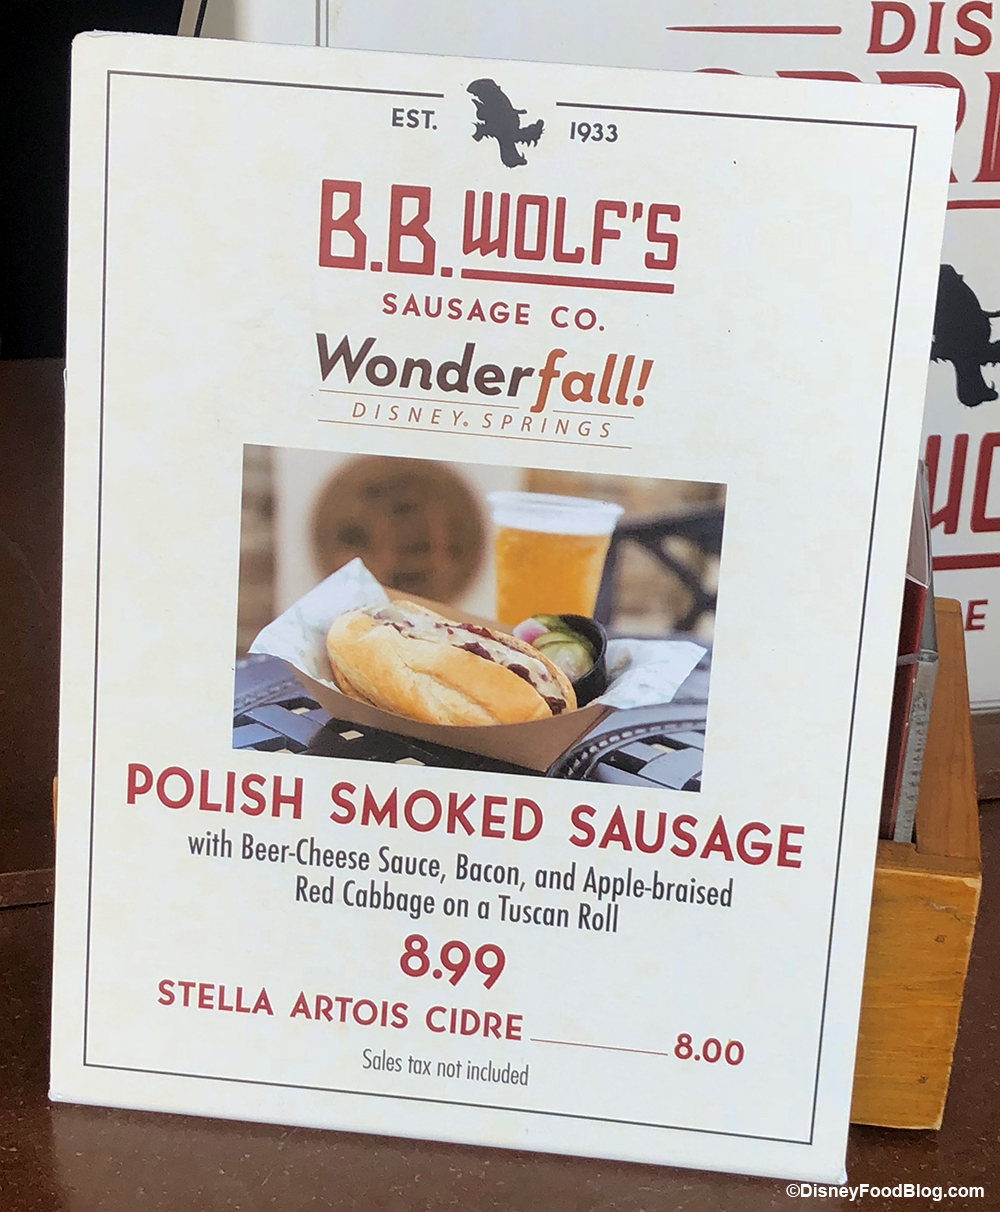 EST. 1933
B.B. WOLF'S
SAUSAGE CO.
Wonderfall!
DISNEY® SPRINGS
POLISH SMOKED SAUSAGE
with Beer-Cheese Sauce, Bacon, and Apple-braised
Red Cabbage on a Tuscan Roll
8.99
STELLA ARTOIS CIDRE 8.00
Sales tax not included
DIS
©DisneyFoodBlog.com